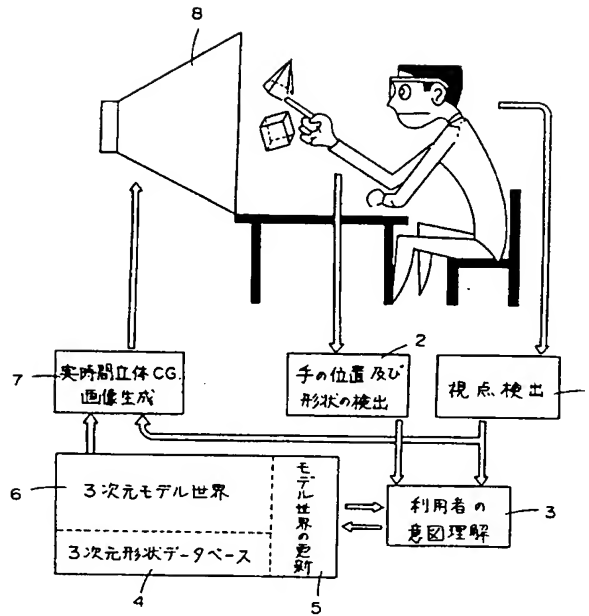 8
2
7
実時間立体CG.
画像生成
手の位置及び
形状の検出
視点検出
6
3次元モデル世界
モデル世界の更新
利用者の
意図理解
3
3次元形状データベース
4
5